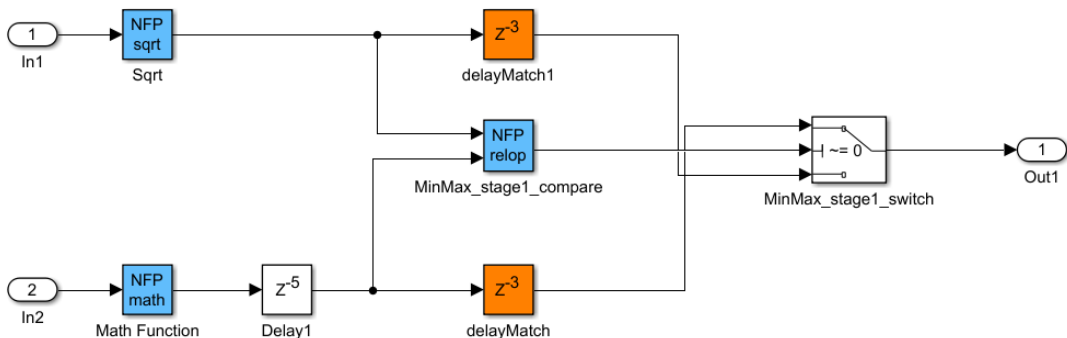 1
In1
NFP
sqrt
Sqrt
Z-3
delayMatch1
NFP
relop
MinMax_stage1_compare
~= 0
MinMax_stage1_switch
1
Out1
2
In2
NFP
math
Math Function
Z-5
Delay1
Z-3
delayMatch